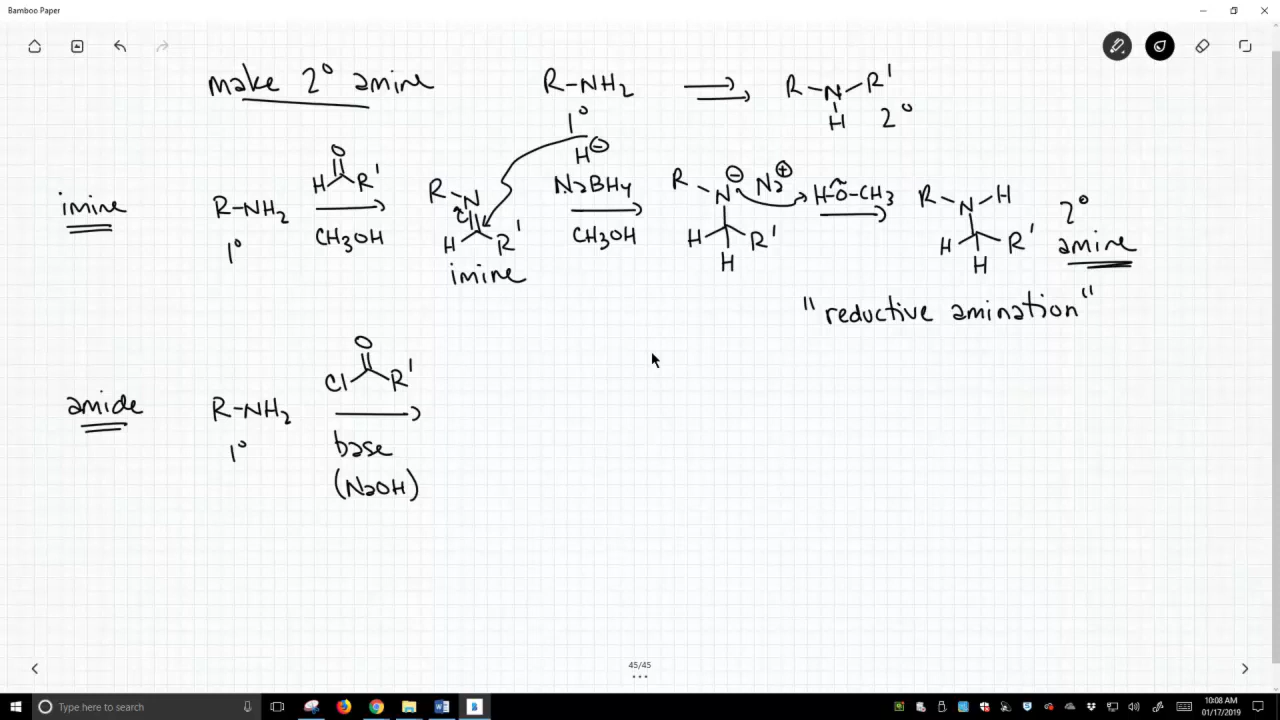 Bamboo Paper
make 2° amine R-NH2 R-N-R'
1° H 2°
H⊖
O
imine R-NH2 H R' R-N NaBH4 R-N⊖ Na⊕ H-O-CH3 R-N-H 2°
1° CH3OH H R' CH3OH H R' H R' amine
imine H H
"reductive amination"
O
Cl R'
amide R-NH2
1° base
(NaOH)
45/45
Type here to search
10:08 AM
01/17/2019